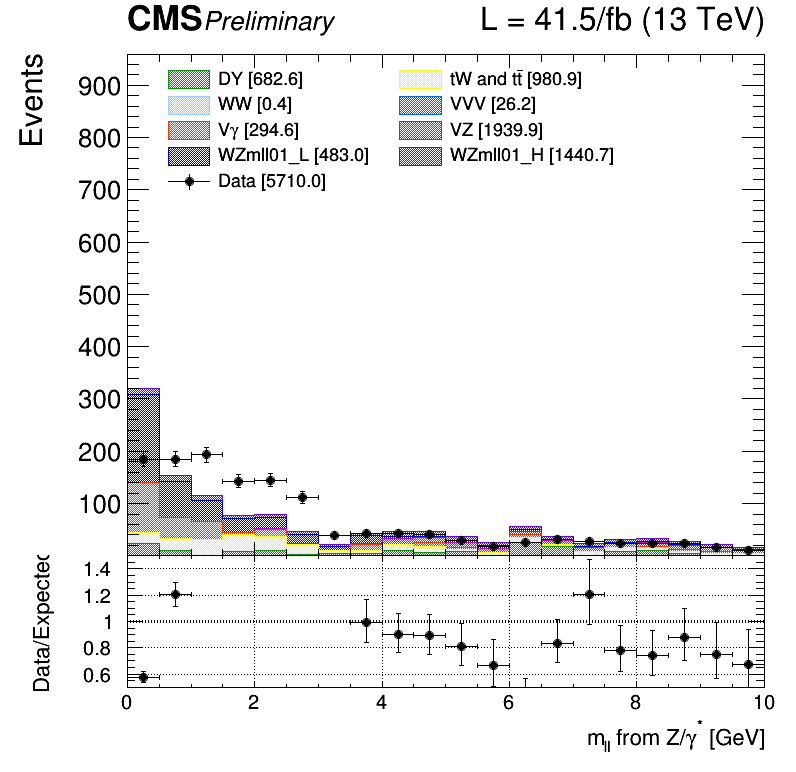 CMS Preliminary L = 41.5/fb (13 TeV)
Events
900
800
700
600
500
400
300
200
100
DY [682.6]
tW and tt̄ [980.9]
WW [0.4]
VVV [26.2]
Vγ [294.6]
VZ [1939.9]
WZmll01_L [483.0]
WZmll01_H [1440.7]
Data [5710.0]
Data/Expected
1.4
1.2
1
0.8
0.6
0 2 4 6 8 10
m_ll from Z/γ* [GeV]